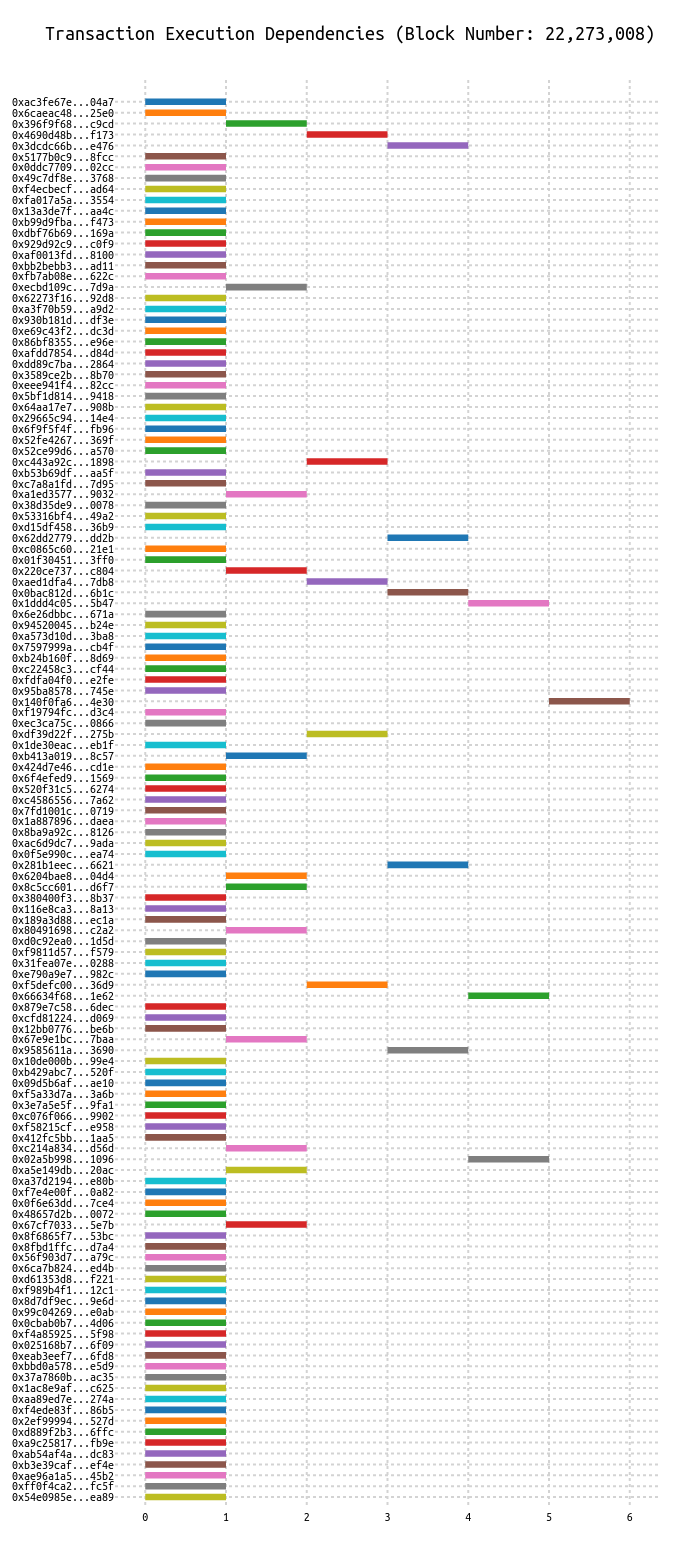 Transaction Execution Dependencies (Block Number: 22,273,008)
0xac3fe67e...04a7
0x6caeac48...25e0
0x396f9f68...c9cd
0x4690d48b...f173
0x3dcdc66b...e476
0x5177b0c9...8fcc
0x0ddc7709...02cc
0x49c7df8e...3768
0xf4ecbecf...ad64
0xfa017a5a...3554
0x13a3de7f...aa4c
0xb99d9fba...f473
0xdbf76b69...169a
0x929d92c9...c0f9
0xaf0013fd...8100
0xbb2bebb3...ad11
0xfb7ab08e...622c
0xecbd109c...7d9a
0x62273f16...92d8
0xa3f70b59...a9d2
0x930b181d...df3e
0xe69c43f2...dc3d
0x86bf8355...e96e
0xafdd7854...d84d
0xdd89c7ba...2864
0x3589ce2b...8b70
0xeee941f4...82cc
0x5bf1d814...9418
0x64aa17e7...908b
0x29665c94...14e4
0x6f9f5f4f...fb96
0x52fe4267...369f
0x52ce99d6...a570
0xc443a92c...1898
0xb53b69df...aa5f
0xc7a8a1fd...7d95
0xa1ed3577...9032
0x38d35de9...0078
0x53316bf4...49a2
0xd15df458...36b9
0x62dd2779...dd2b
0xc0865c60...21e1
0x01f30451...3ff0
0x220ce737...c804
0xaed1dfa4...7db8
0x0bac812d...6b1c
0x1ddd4c05...5b47
0x6e26dbbc...671a
0x94520045...b24e
0xa573d10d...3ba8
0x7597999a...cb4f
0xb24b160f...8d69
0xc22458c3...cf44
0xfdfa04f0...e2fe
0x95ba8578...745e
0x140f0fa6...4e30
0xf19794fc...d3c4
0xec3ca75c...0866
0xdf39d22f...275b
0x1de30eac...eb1f
0xb413a019...8c57
0x424d7e46...cd1e
0x6f4efed9...1569
0x520f31c5...6274
0xc4586556...7a62
0x7fd1001c...0719
0x1a887896...daea
0x8ba9a92c...8126
0xac6d9dc7...9ada
0x0f5e990c...ea74
0x281b1eec...6621
0x6204bae8...04d4
0x8c5cc601...d6f7
0x380400f3...8b37
0x116e8ca3...8a13
0x189a3d88...ec1a
0x80491698...c2a2
0xd0c92ea0...1d5d
0xf9811d57...f579
0x31fea07e...0288
0xe790a9e7...982c
0xf5defc00...36d9
0x66634f68...1e62
0x879e7c58...6dec
0xcfd81224...d069
0x12bb0776...be6b
0x67e9e1bc...7baa
0x9585611a...3690
0x10de000b...99e4
0xb429abc7...520f
0x09d5b6af...ae10
0xf5a33d7a...3a6b
0x3e7a5e5f...9fa1
0xc076f066...9902
0xf58215cf...e958
0x412fc5bb...1aa5
0xc214a834...d56d
0x02a5b998...1096
0xa5e149db...20ac
0xa37d2194...e80b
0xf7e4e00f...0a82
0x0f6e63dd...7ce4
0x48657d2b...0072
0x67cf7033...5e7b
0x8f6865f7...53bc
0x8fbd1ffc...d7a4
0x56f903d7...a79c
0x6ca7b824...ed4b
0xd61353d8...f221
0xf989b4f1...12c1
0x8d7df9ec...9e6d
0x99c04269...e0ab
0x0cbab0b7...4d06
0xf4a85925...5f98
0x025168b7...6f09
0xeab3eef7...6fd8
0xbbd0a578...e5d9
0x37a7860b...ac35
0x1ac8e9af...c625
0xaa89ed7e...274a
0xf4ede83f...86b5
0x2ef99994...527d
0xd889f2b3...6ffc
0xa9c25817...fb9e
0xab54af4a...dc83
0xb3e39caf...ef4e
0xae96a1a5...45b2
0xff0f4ca2...fc5f
0x54e0985e...ea89
0 1 2 3 4 5 6